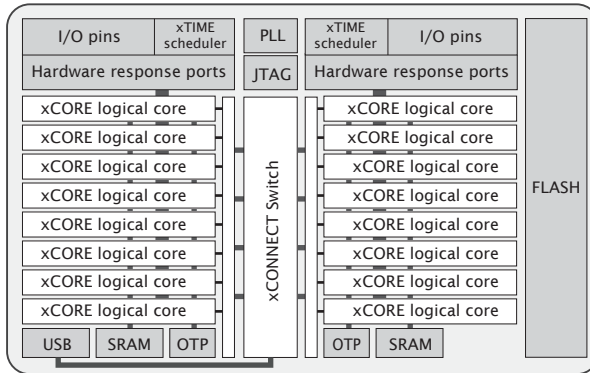 I/O pins
xTIME
scheduler
PLL
xTIME
scheduler
I/O pins
Hardware response ports
JTAG
Hardware response ports
xCORE logical core
xCORE logical core
xCORE logical core
xCORE logical core
xCORE logical core
xCORE logical core
xCORE logical core
xCORE logical core
xCONNECT Switch
xCORE logical core
xCORE logical core
xCORE logical core
xCORE logical core
xCORE logical core
xCORE logical core
xCORE logical core
xCORE logical core
FLASH
USB
SRAM
OTP
OTP
SRAM